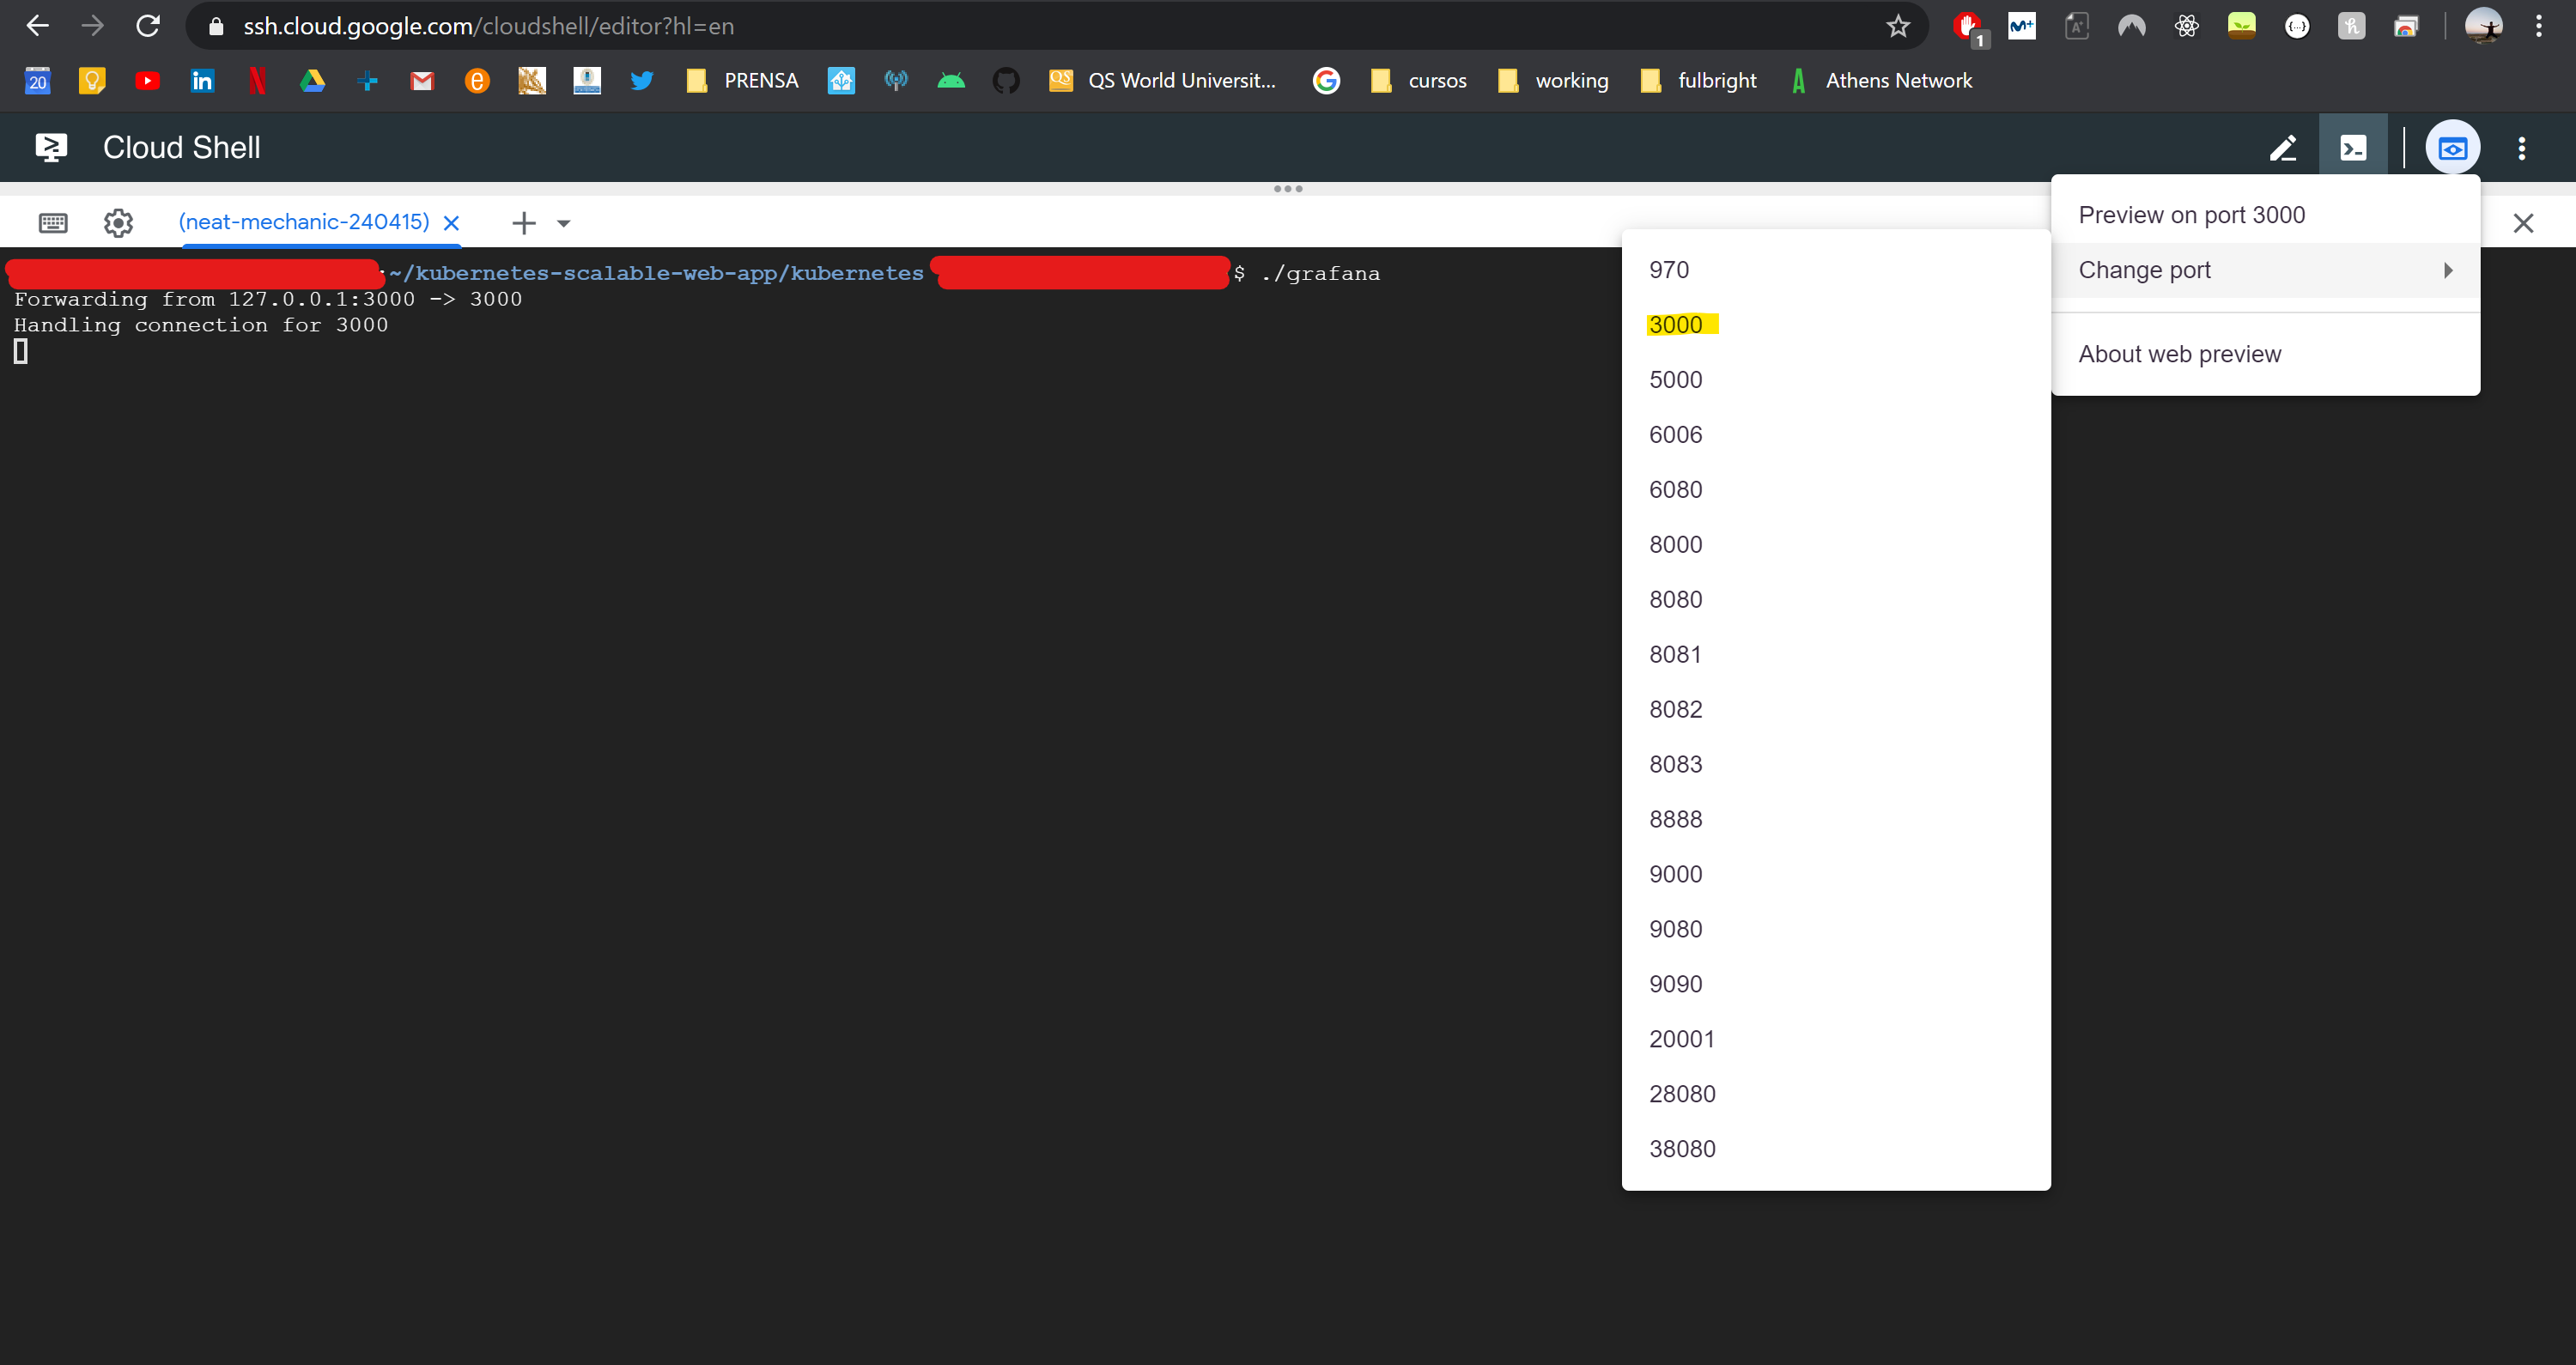 ssh.cloud.google.com/cloudshell/editor?hl=en
1
20
PRENSA
QS
QS World Universit...
cursos
working
fulbright
Athens Network
Cloud Shell
(neat-mechanic-240415)
:~/kubernetes-scalable-web-app/kubernetes $ ./grafana
Forwarding from 127.0.0.1:3000 -> 3000
Handling connection for 3000
Preview on port 3000
Change port
About web preview
970
3000
5000
6006
6080
8000
8080
8081
8082
8083
8888
9000
9080
9090
20001
28080
38080